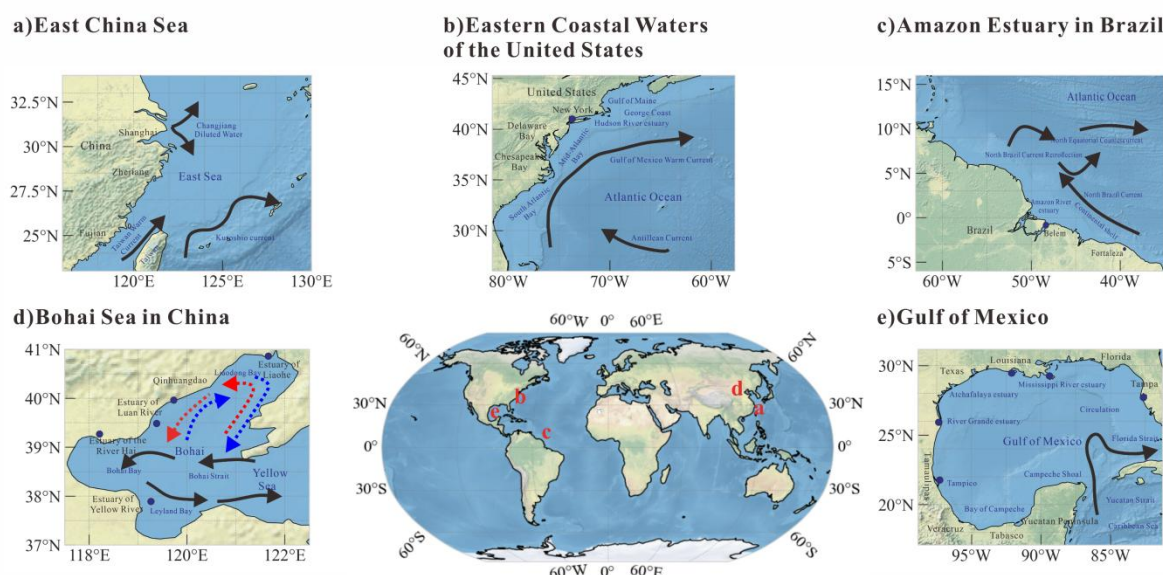 a)East China Sea
32.5°N
30°N
27.5°N
25°N
120°E
125°E
130°E
Shanghai
China
Zhejiang
Fujian
Taiwan
Changjiang
Diluted Water
East Sea
Taiwan Warm
Current
Kuroshio current
b)Eastern Coastal Waters
of the United States
45°N
40°N
35°N
30°N
80°W
70°W
60°W
United States
New York
Gulf of Maine
George Coast
Hudson River estuary
Delaware
Bay
Chesapeake
Bay
Mid-Atlantic
Bay
Gulf of Mexico Warm Current
South Atlantic
Bay
Atlantic Ocean
Antillean Current
c)Amazon Estuary in Brazil
15°N
10°N
5°N
0°
5°S
60°W
50°W
40°W
Atlantic Ocean
North Brazil Current Retroflection
North Brazil Current
Continental shelf
Amazon River
estuary
Belem
Brazil
Fortaleza
d)Bohai Sea in China
41°N
40°N
39°N
38°N
37°N
118°E
120°E
122°E
Liaodong Bay
Estuary of
Liaohe
Qinhuangdao
Estuary of
Luan River
Estuary of the
River Hai
Bohai
Bohai Bay
Bohai Strait
Yellow
Sea
Estuary of
Yellow River
Leyland Bay
60°W 0° 60°E
60°N
60°N
30°N
30°N
0°
0°
30°S
30°S
60°S
60°S
60°W 0° 60°E
a
b
c
d
e
e)Gulf of Mexico
30°N
25°N
20°N
95°W
90°W
85°W
Louisiana
Florida
Texas
Mississippi River estuary
Atchafalaya estuary
Tampa
Circulation
River Grande estuary
Gulf of Mexico
Florida Strait
Campeche Shoal
Tamaulipas
Tampico
Yucatan Strait
Bay of Campeche
Yucatan Peninsula
Caribbean Sea
Veracruz
Tabasco